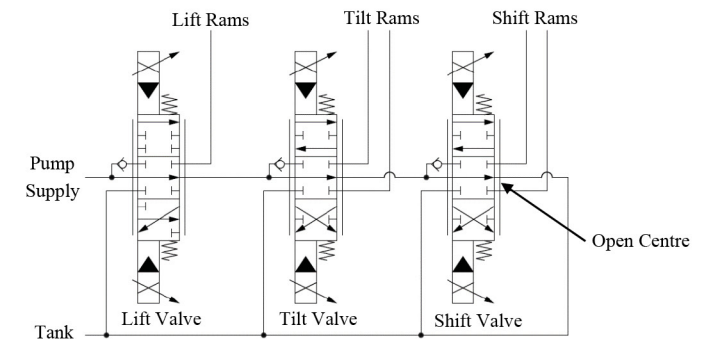 Lift Rams
Tilt Rams
Shift Rams
Pump
Supply
Open Centre
Lift Valve
Tilt Valve
Shift Valve
Tank